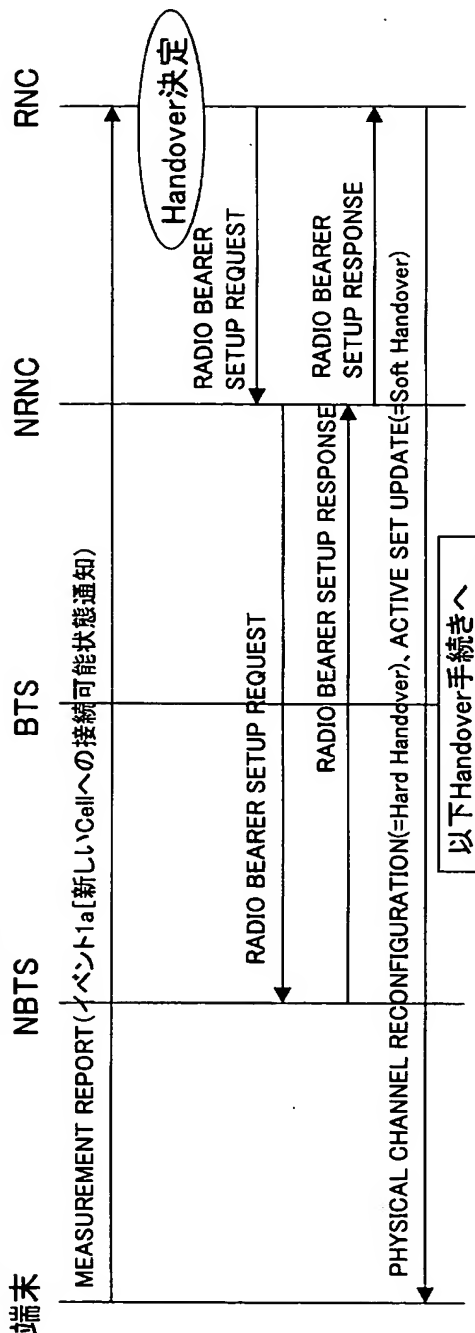 端末
NBTS
BTS
NRNC
RNC
MEASUREMENT REPORT(イベント1a[新しいCellへの接続可能状態通知)
Handover決定
RADIO BEARER
SETUP REQUEST
RADIO BEARER SETUP REQUEST
RADIO BEARER SETUP RESPONSE
RADIO BEARER
SETUP RESPONSE
PHYSICAL CHANNEL RECONFIGURATION(=Hard Handover)、ACTIVE SET UPDATE(=Soft Handover)
以下Handover手続きへ